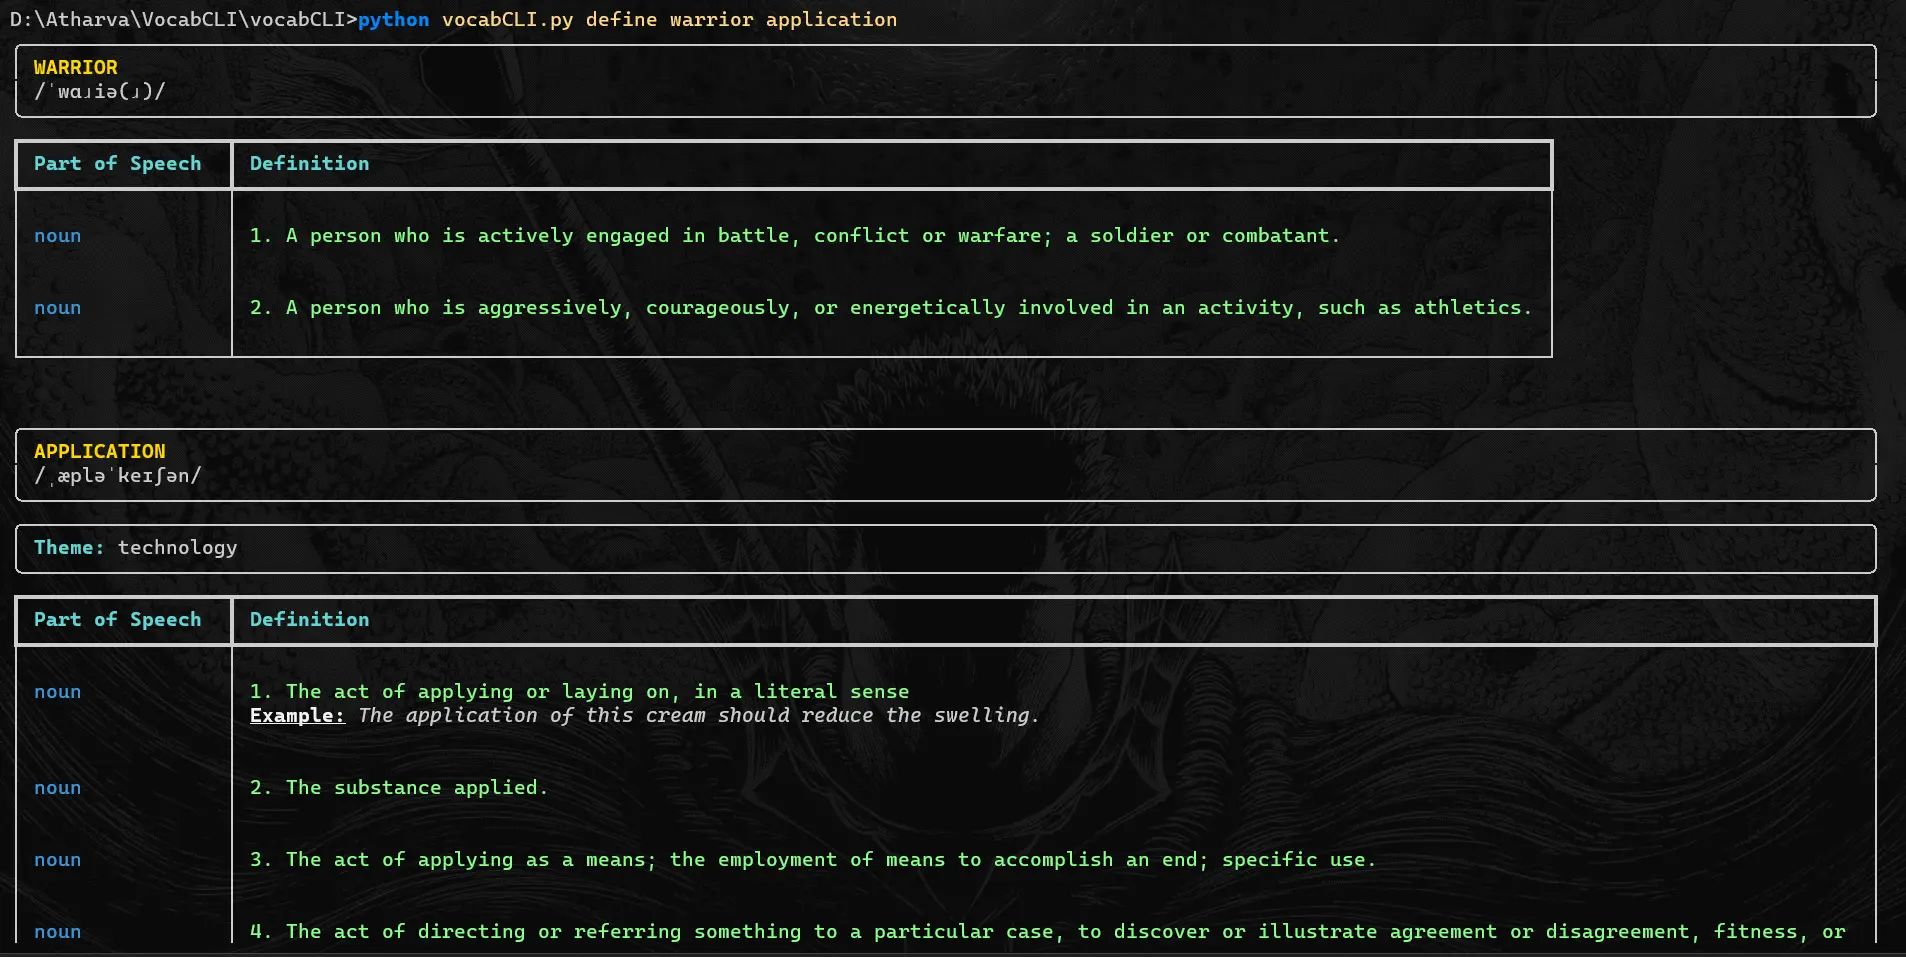 D:\Atharva\VocabCLI\vocabCLI>python vocabCLI.py define warrior application
WARRIOR
/ˈwɑɹiə(ɹ)/
Part of Speech Definition
noun 1. A person who is actively engaged in battle, conflict or warfare; a soldier or combatant.
noun 2. A person who is aggressively, courageously, or energetically involved in an activity, such as athletics.
APPLICATION
/ˌæpləˈkeɪʃən/
Theme: technology
Part of Speech Definition
noun 1. The act of applying or laying on, in a literal sense
Example: The application of this cream should reduce the swelling.
noun 2. The substance applied.
noun 3. The act of applying as a means; the employment of means to accomplish an end; specific use.
noun 4. The act of directing or referring something to a particular case, to discover or illustrate agreement or disagreement, fitness, or